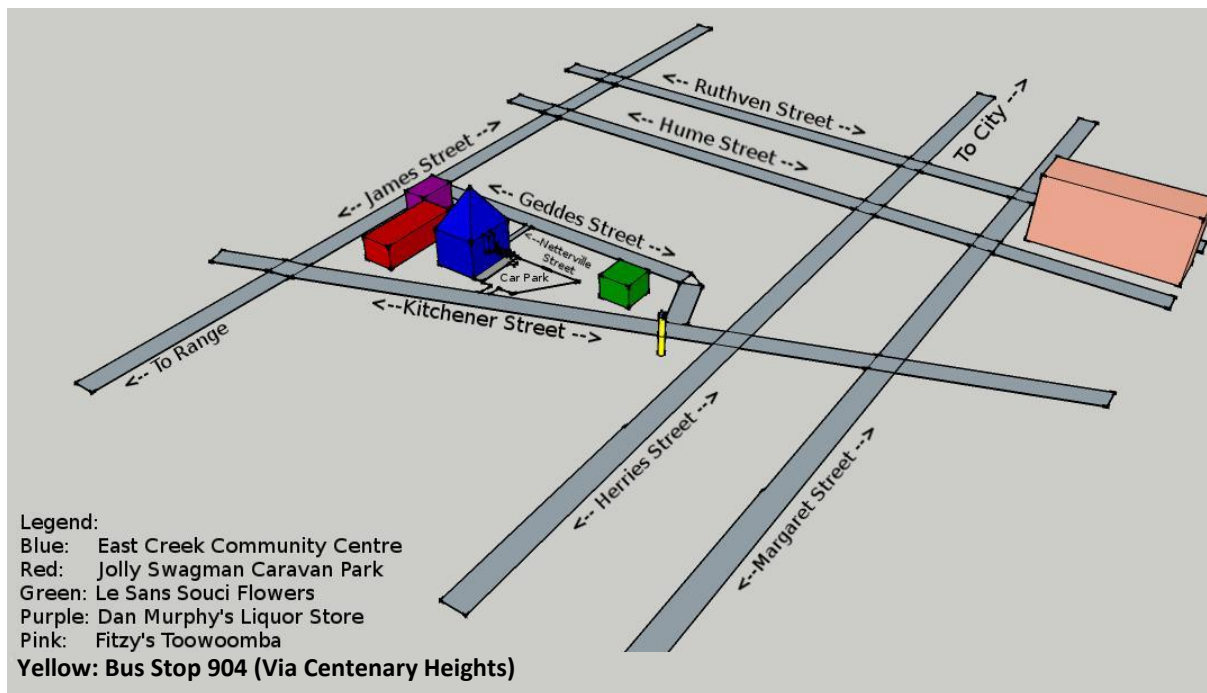 <-- Ruthven Street -->
To City -->
<-- Hume Street -->
<-- James Street -->
<-- Geddes Street -->
<--Netterville
Street
Car Park
<--Kitchener Street -->
<-- To Range
<-- Herries Street -->
<--Margaret Street -->
Legend:
Blue: East Creek Community Centre
Red: Jolly Swagman Caravan Park
Green: Le Sans Souci Flowers
Purple: Dan Murphy's Liquor Store
Pink: Fitzy's Toowoomba
Yellow: Bus Stop 904 (Via Centenary Heights)